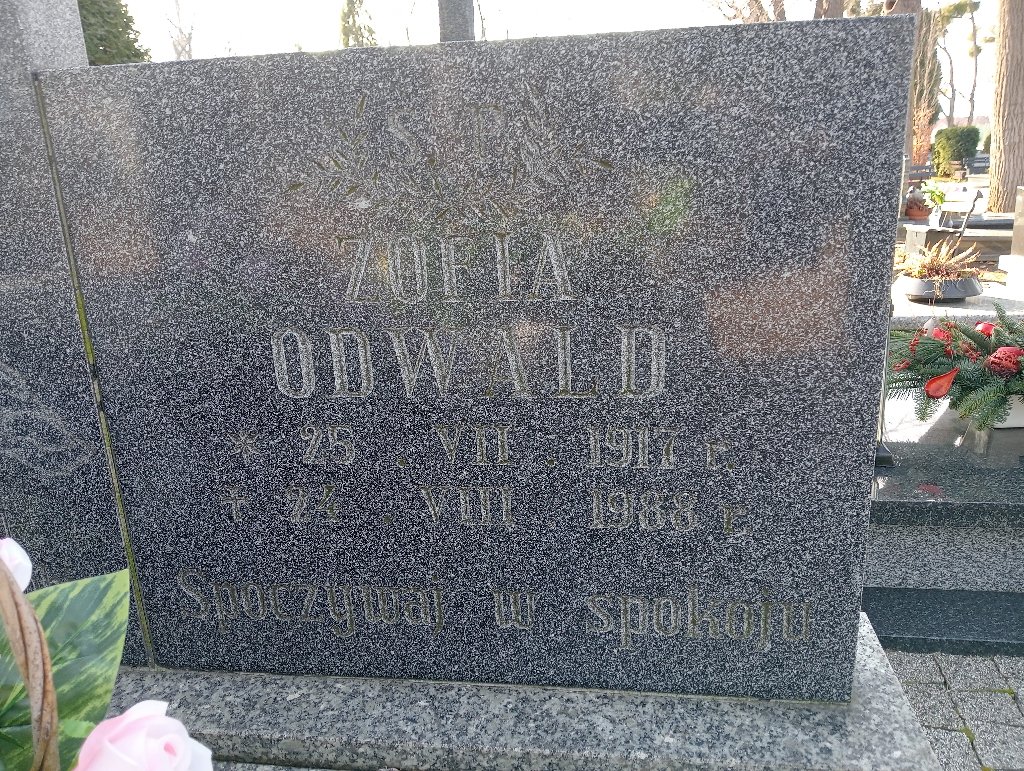 S. P.
ZOFIA
ODWALD
* 25 . VII . 1917 r.
† 24 . VIII . 1988 r.
Spoczywaj w spokoju